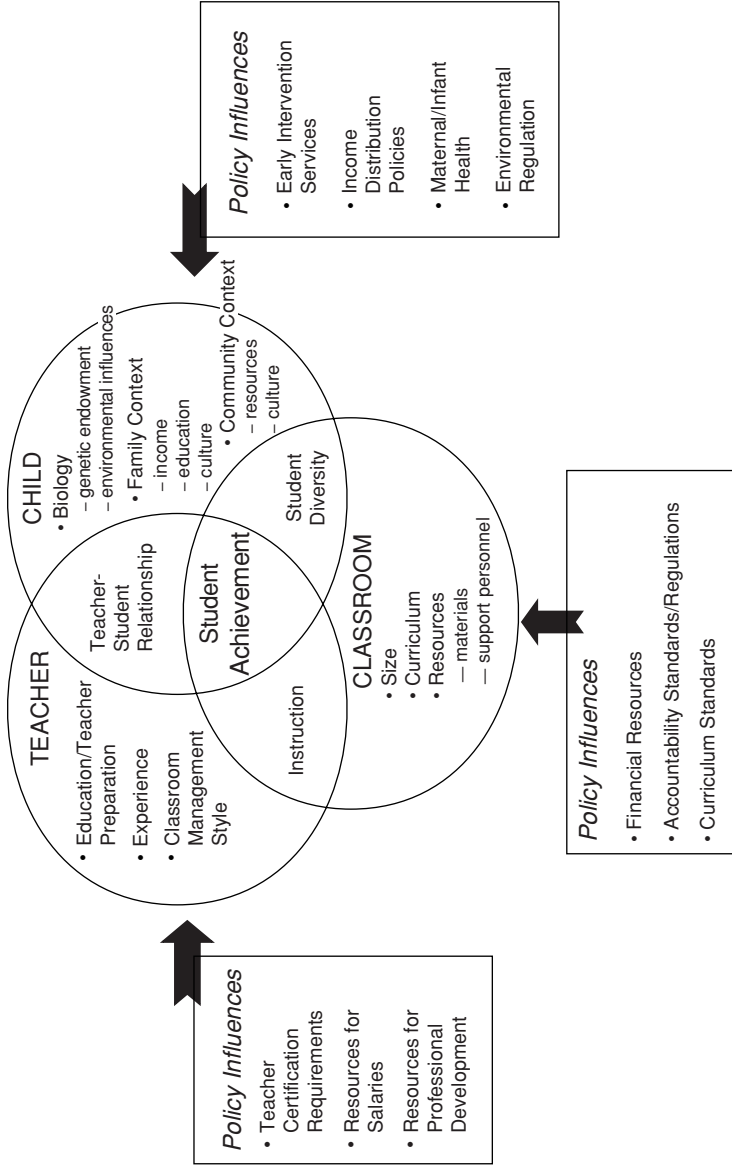 TEACHER
• Education/Teacher
Preparation
• Experience
• Classroom
Management
Style
Teacher-
Student
Relationship
CHILD
• Biology
– genetic endowment
– environmental influences
• Family Context
– income
– education
– culture
• Community Context
– resources
– culture
Student
Achievement
Instruction
Student
Diversity
CLASSROOM
• Size
• Curriculum
• Resources
— materials
— support personnel
Policy Influences
• Teacher
Certification
Requirements
• Resources for
Salaries
• Resources for
Professional
Development
Policy Influences
• Financial Resources
• Accountability Standards/Regulations
• Curriculum Standards
Policy Influences
• Early Intervention
Services
• Income
Distribution
Policies
• Maternal/Infant
Health
• Environmental
Regulation